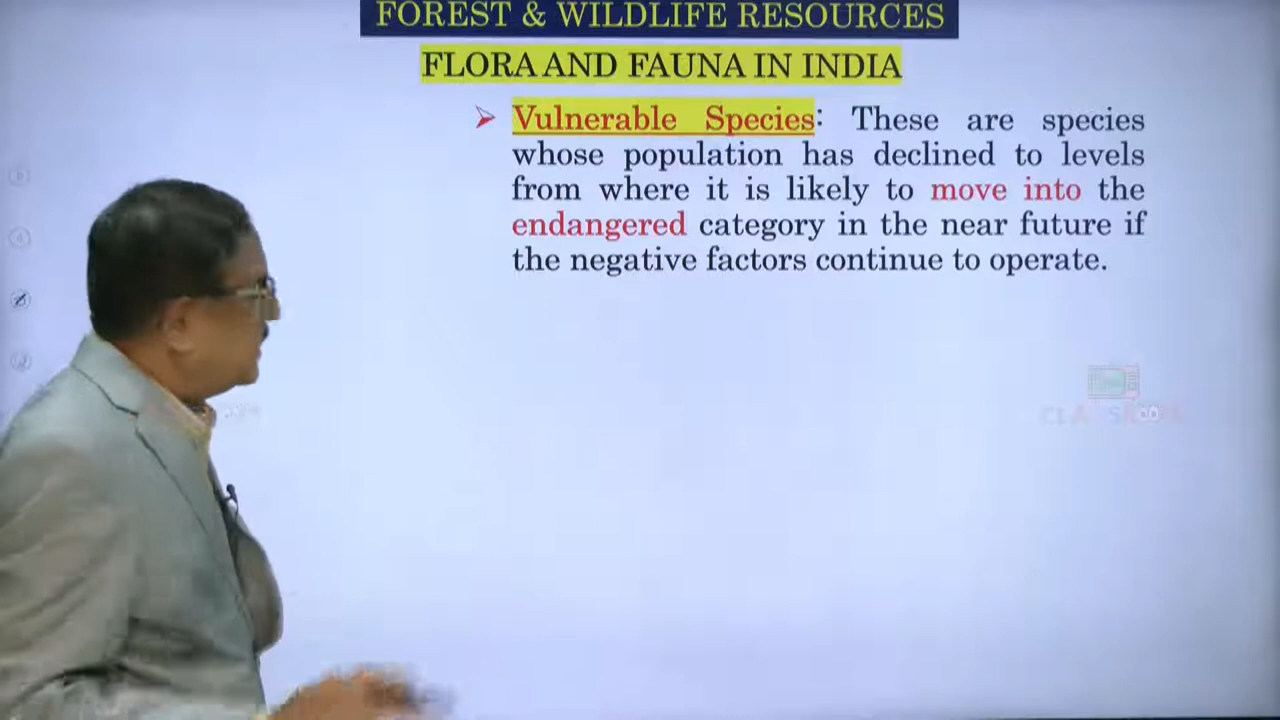 FOREST & WILDLIFE RESOURCES
FLORA AND FAUNA IN INDIA
➢ Vulnerable Species: These are species
whose population has declined to levels
from where it is likely to move into the
endangered category in the near future if
the negative factors continue to operate.